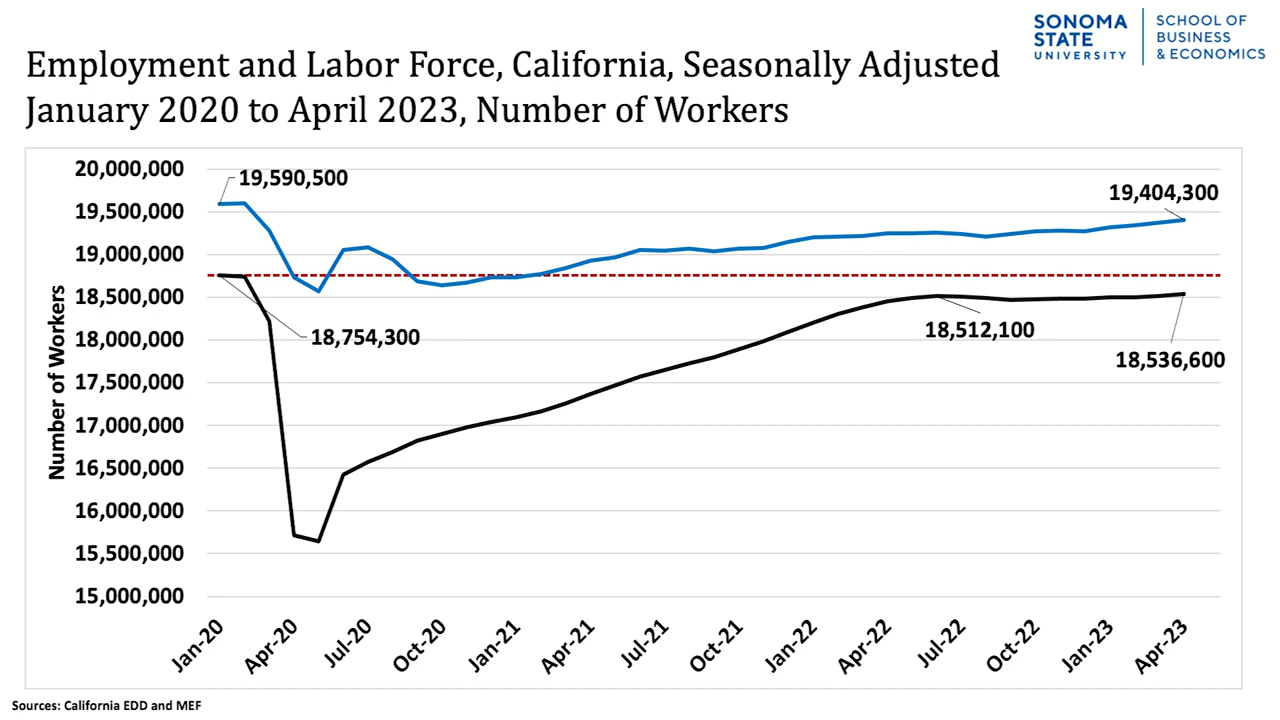 SONOMA
STATE
UNIVERSITY
SCHOOL OF
BUSINESS
& ECONOMICS
Employment and Labor Force, California, Seasonally Adjusted
January 2020 to April 2023, Number of Workers
Number of Workers
20,000,000
19,500,000
19,000,000
18,500,000
18,000,000
17,500,000
17,000,000
16,500,000
16,000,000
15,500,000
15,000,000
19,590,500
19,404,300
18,754,300
18,512,100
18,536,600
Jan-20
Apr-20
Jul-20
Oct-20
Jan-21
Apr-21
Jul-21
Oct-21
Jan-22
Apr-22
Jul-22
Oct-22
Jan-23
Apr-23
Sources: California EDD and MEF